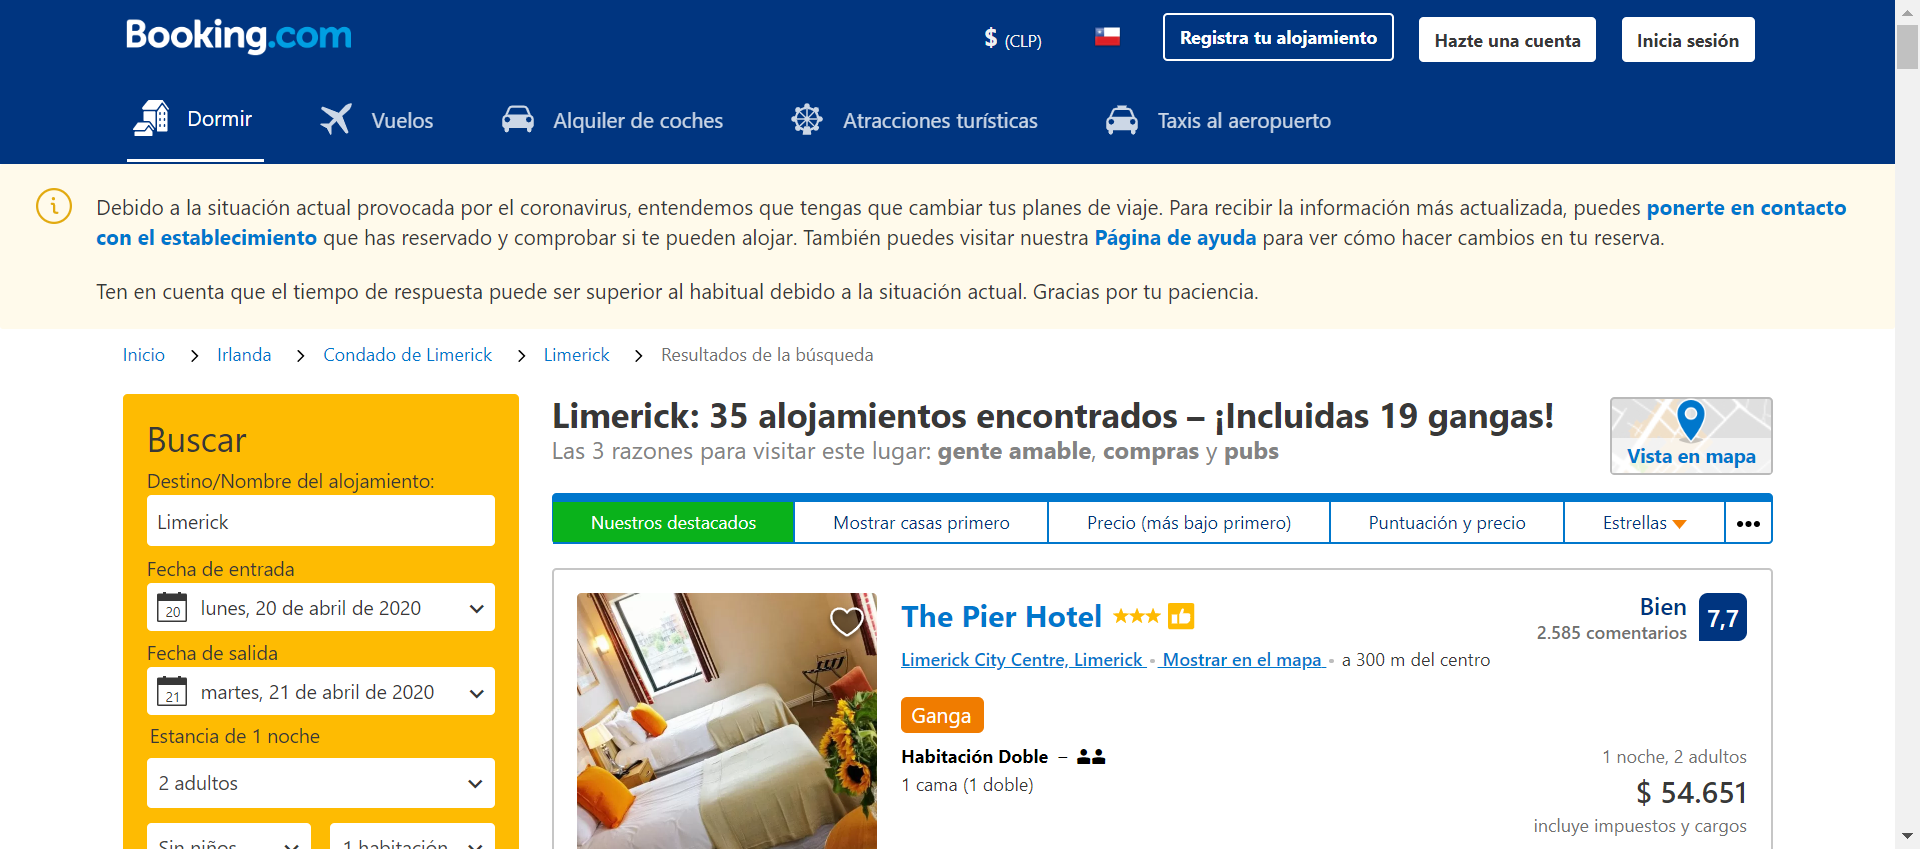 Booking.com
$ (CLP)
Registra tu alojamiento
Hazte una cuenta
Inicia sesión
Dormir
Vuelos
Alquiler de coches
Atracciones turísticas
Taxis al aeropuerto
Debido a la situación actual provocada por el coronavirus, entendemos que tengas que cambiar tus planes de viaje. Para recibir la información más actualizada, puedes ponerte en contacto
con el establecimiento que has reservado y comprobar si te pueden alojar. También puedes visitar nuestra Página de ayuda para ver cómo hacer cambios en tu reserva.
Ten en cuenta que el tiempo de respuesta puede ser superior al habitual debido a la situación actual. Gracias por tu paciencia.
Inicio
Irlanda
Condado de Limerick
Limerick
Resultados de la búsqueda
Buscar
Destino/Nombre del alojamiento:
Limerick
Fecha de entrada
20
lunes, 20 de abril de 2020
Fecha de salida
21
martes, 21 de abril de 2020
Estancia de 1 noche
2 adultos
Sin niños
1 habitación
Limerick: 35 alojamientos encontrados – ¡Incluidas 19 gangas!
Las 3 razones para visitar este lugar: gente amable, compras y pubs
Vista en mapa
Nuestros destacados
Mostrar casas primero
Precio (más bajo primero)
Puntuación y precio
Estrellas
•••
The Pier Hotel
Bien
2.585 comentarios
7,7
Limerick City Centre, Limerick • Mostrar en el mapa • a 300 m del centro
Ganga
Habitación Doble –
1 cama (1 doble)
1 noche, 2 adultos
$ 54.651
incluye impuestos y cargos